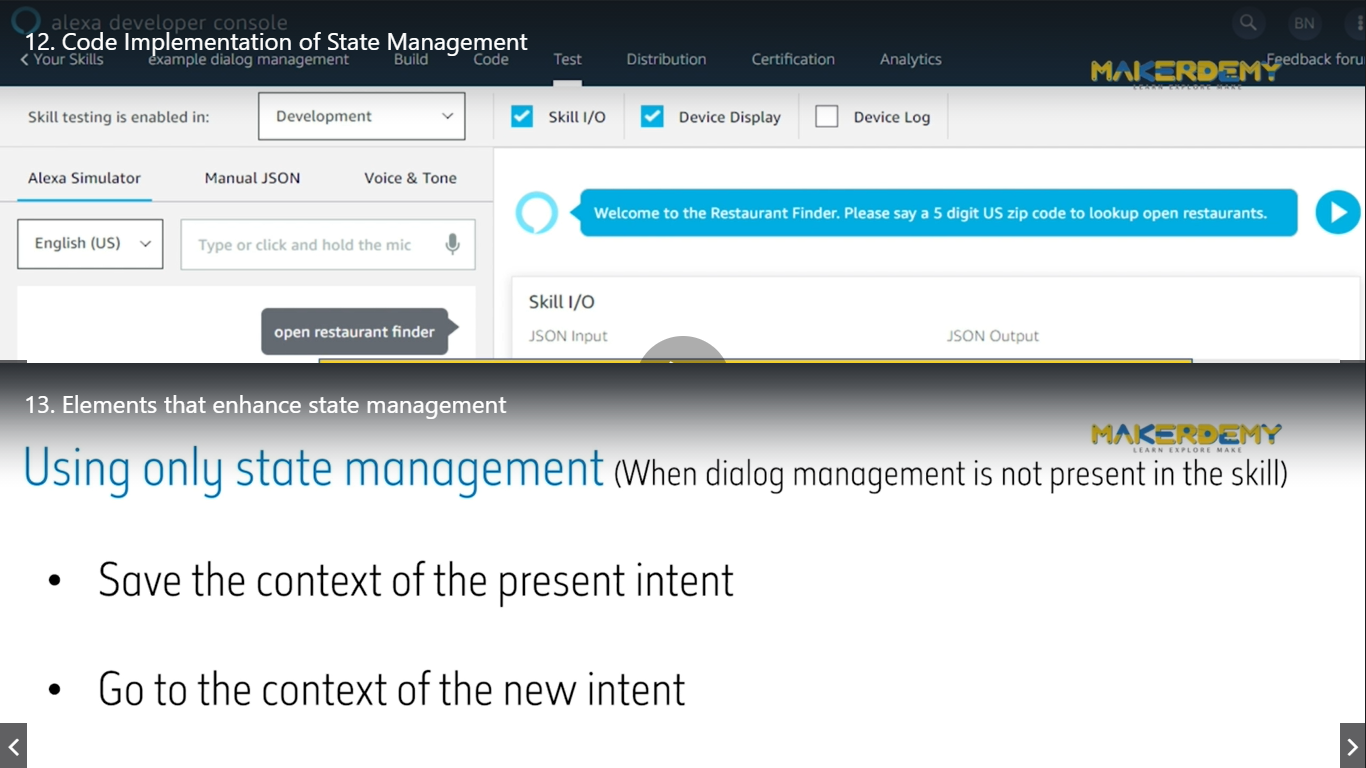 alexa developer console
BN
12. Code Implementation of State Management
Your Skills example dialog management Build Code Test Distribution Certification Analytics Feedback foru
MAKERDEMY
LEARN EXPLORE MAKE
Skill testing is enabled in: Development Skill I/O Device Display Device Log
Alexa Simulator Manual JSON Voice & Tone
Welcome to the Restaurant Finder. Please say a 5 digit US zip code to lookup open restaurants.
English (US) Type or click and hold the mic
Skill I/O
open restaurant finder
JSON Input JSON Output
13. Elements that enhance state management
MAKERDEMY
LEARN EXPLORE MAKE
Using only state management (When dialog management is not present in the skill)
• Save the context of the present intent
• Go to the context of the new intent